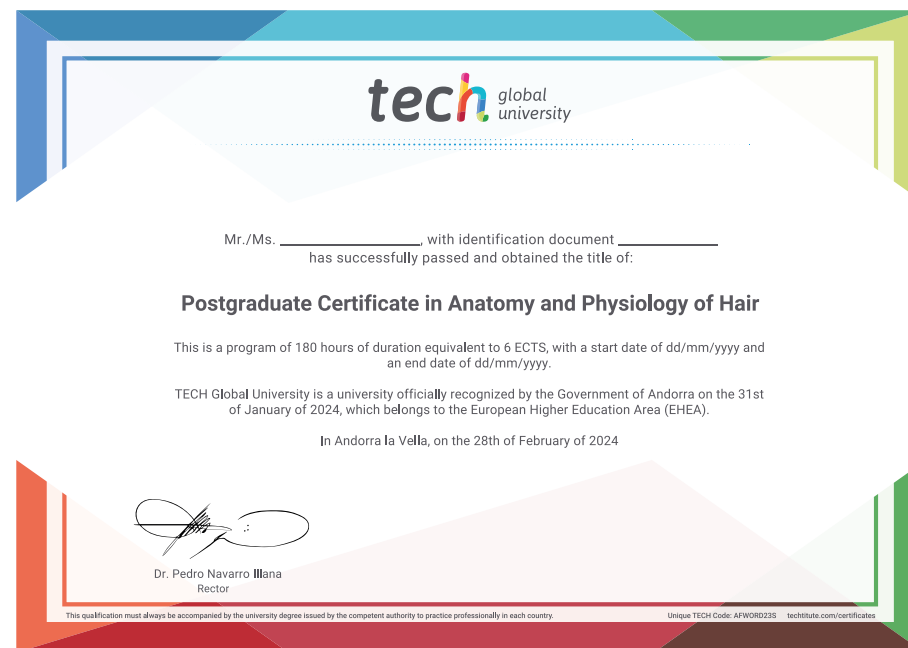 tech global university
Mr./Ms. ____________________, with identification document ______________
has successfully passed and obtained the title of:
Postgraduate Certificate in Anatomy and Physiology of Hair
This is a program of 180 hours of duration equivalent to 6 ECTS, with a start date of dd/mm/yyyy and
an end date of dd/mm/yyyy.
TECH Global University is a university officially recognized by the Government of Andorra on the 31st
of January of 2024, which belongs to the European Higher Education Area (EHEA).
In Andorra la Vella, on the 28th of February of 2024
Dr. Pedro Navarro Illana
Rector
This qualification must always be accompanied by the university degree issued by the competent authority to practice professionally in each country.
Unique TECH Code: AFWORD23S techtitute.com/certificates